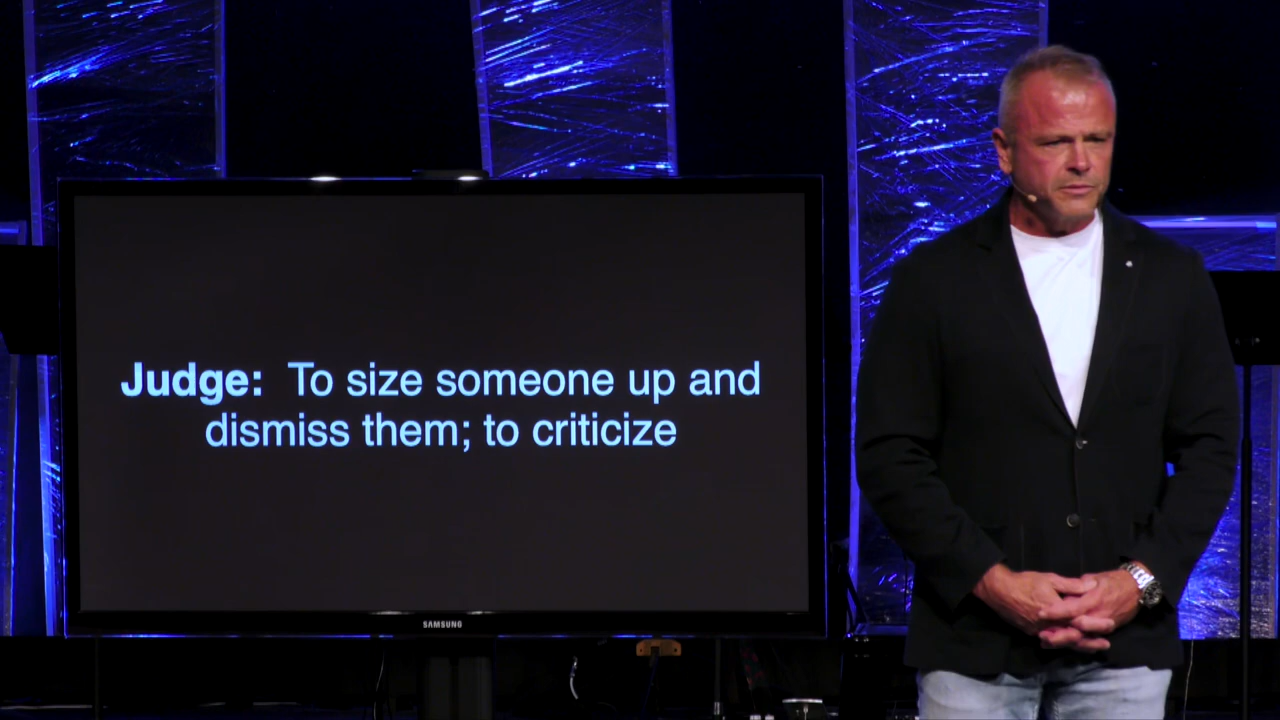 Judge: To size someone up and
dismiss them; to criticize
SAMSUNG